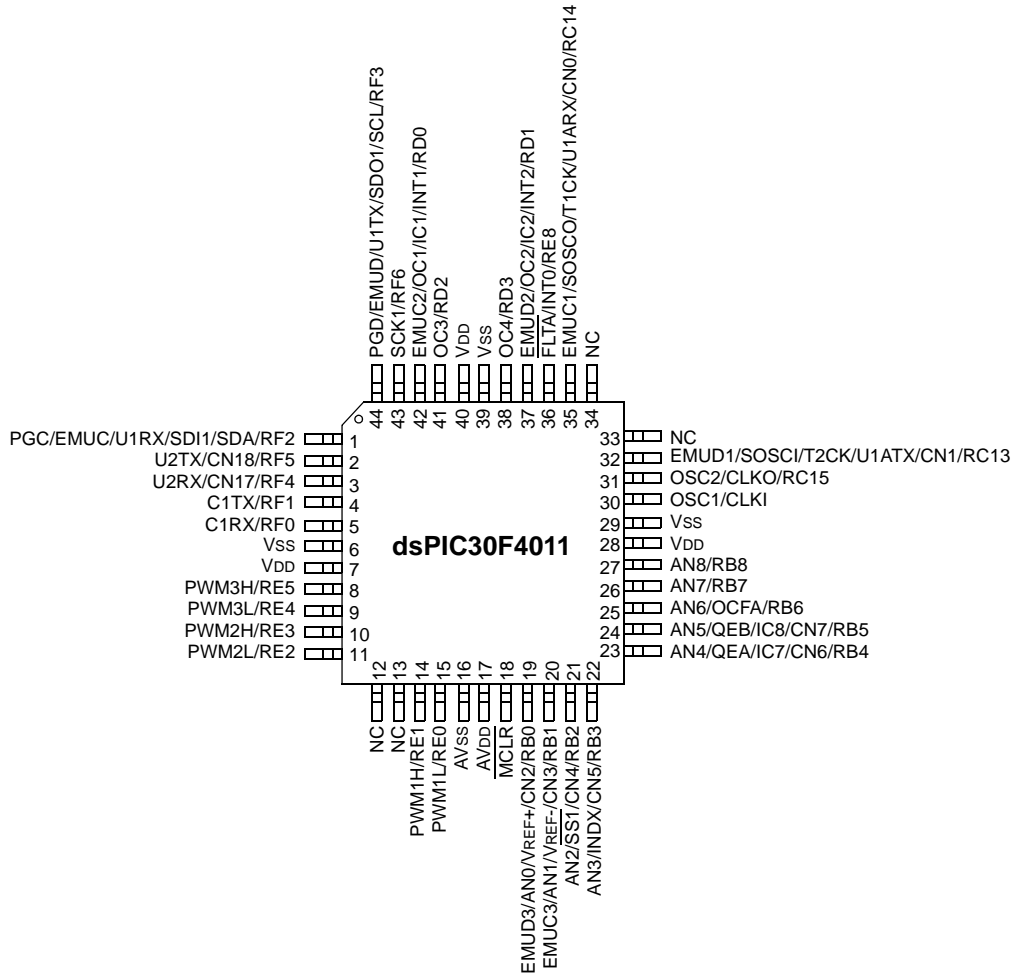 PGD/EMUD/U1TX/SDO1/SCL/RF3
SCK1/RF6
EMUC2/OC1/IC1/INT1/RD0
OC3/RD2
VDD
VSS
OC4/RD3
EMUD2/OC2/IC2/INT2/RD1
FLTA/INT0/RE8
EMUC1/SOSCO/T1CK/U1ARX/CN0/RC14
NC
44
43
42
41
40
39
38
37
36
35
34
PGC/EMUC/U1RX/SDI1/SDA/RF2 1
U2TX/CN18/RF5 2
U2RX/CN17/RF4 3
C1TX/RF1 4
C1RX/RF0 5
VSS 6
VDD 7
PWM3H/RE5 8
PWM3L/RE4 9
PWM2H/RE3 10
PWM2L/RE2 11
dsPIC30F4011
33 NC
32 EMUD1/SOSCI/T2CK/U1ATX/CN1/RC13
31 OSC2/CLKO/RC15
30 OSC1/CLKI
29 VSS
28 VDD
27 AN8/RB8
26 AN7/RB7
25 AN6/OCFA/RB6
24 AN5/QEB/IC8/CN7/RB5
23 AN4/QEA/IC7/CN6/RB4
12
13
14
15
16
17
18
19
20
21
22
NC
NC
PWM1H/RE1
PWM1L/RE0
AVSS
AVDD
MCLR
EMUD3/AN0/VREF+/CN2/RB0
EMUC3/AN1/VREF-/CN3/RB1
AN2/SS1/CN4/RB2
AN3/INDX/CN5/RB3